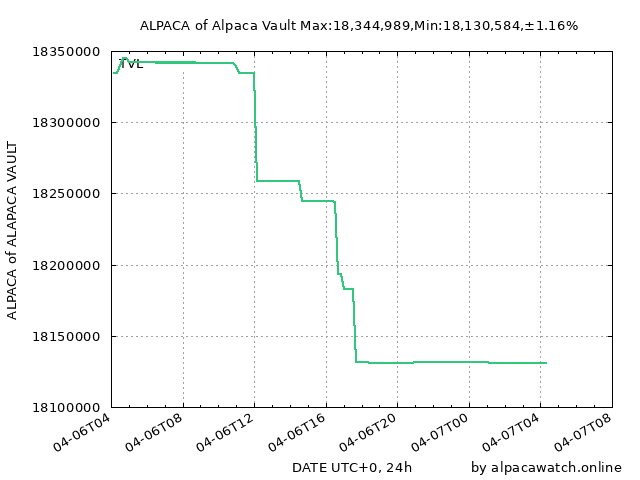 ALPACA of Alpaca Vault Max:18,344,989,Min:18,130,584,±1.16%
TVL
ALPACA of ALAPACA VAULT
18350000
18300000
18250000
18200000
18150000
18100000
04-06T04 04-06T08 04-06T12 04-06T16 04-06T20 04-07T00 04-07T04 04-07T08
DATE UTC+0, 24h by alpacawatch.online